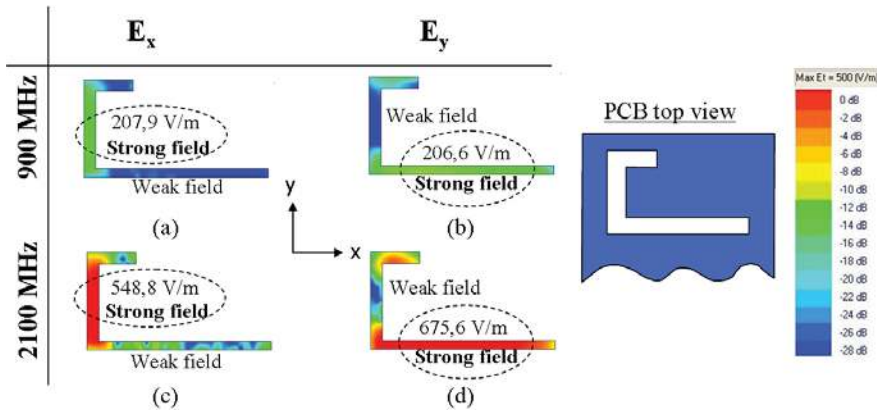 Ex Ey
900 MHz
207,9 V/m
Strong field
Weak field
(a)
Weak field
206,6 V/m
Strong field
(b)
y
x
2100 MHz
548,8 V/m
Strong field
Weak field
(c)
Weak field
675,6 V/m
Strong field
(d)
PCB top view
Max Et = 500 (V/m
0 dB
-2 dB
-4 dB
-6 dB
-8 dB
-10 dB
-12 dB
-14 dB
-16 dB
-18 dB
-20 dB
-22 dB
-24 dB
-26 dB
-28 dB